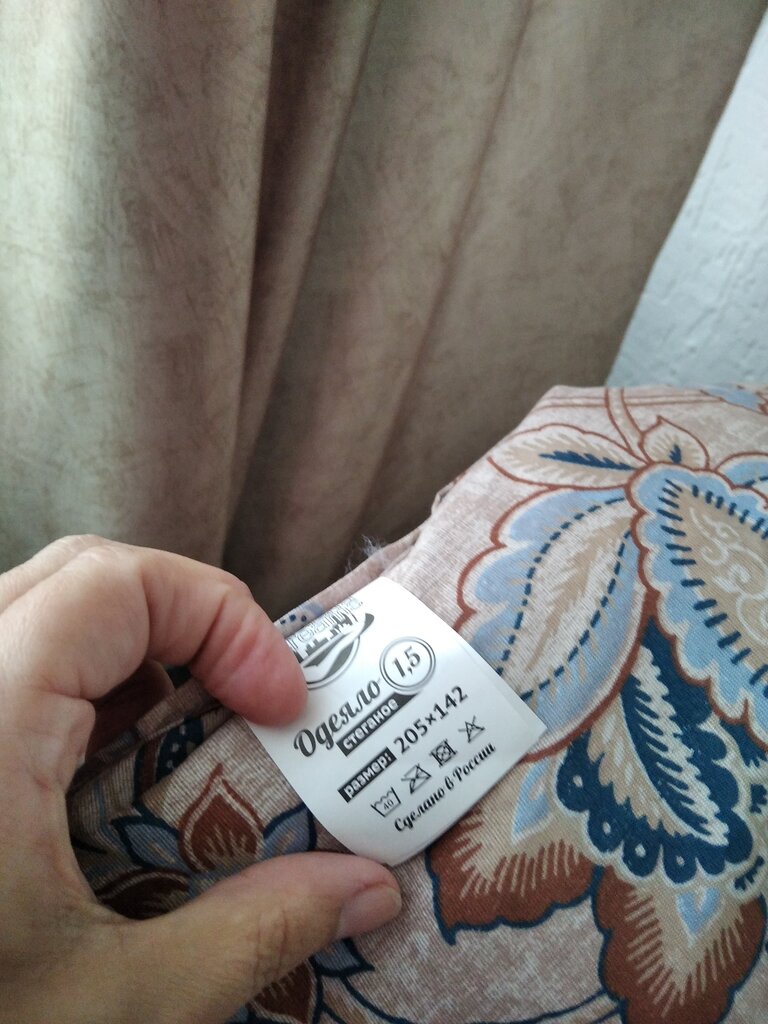 1,5
Одеяло
стеганое
размер: 205×142
40
Сделано в России